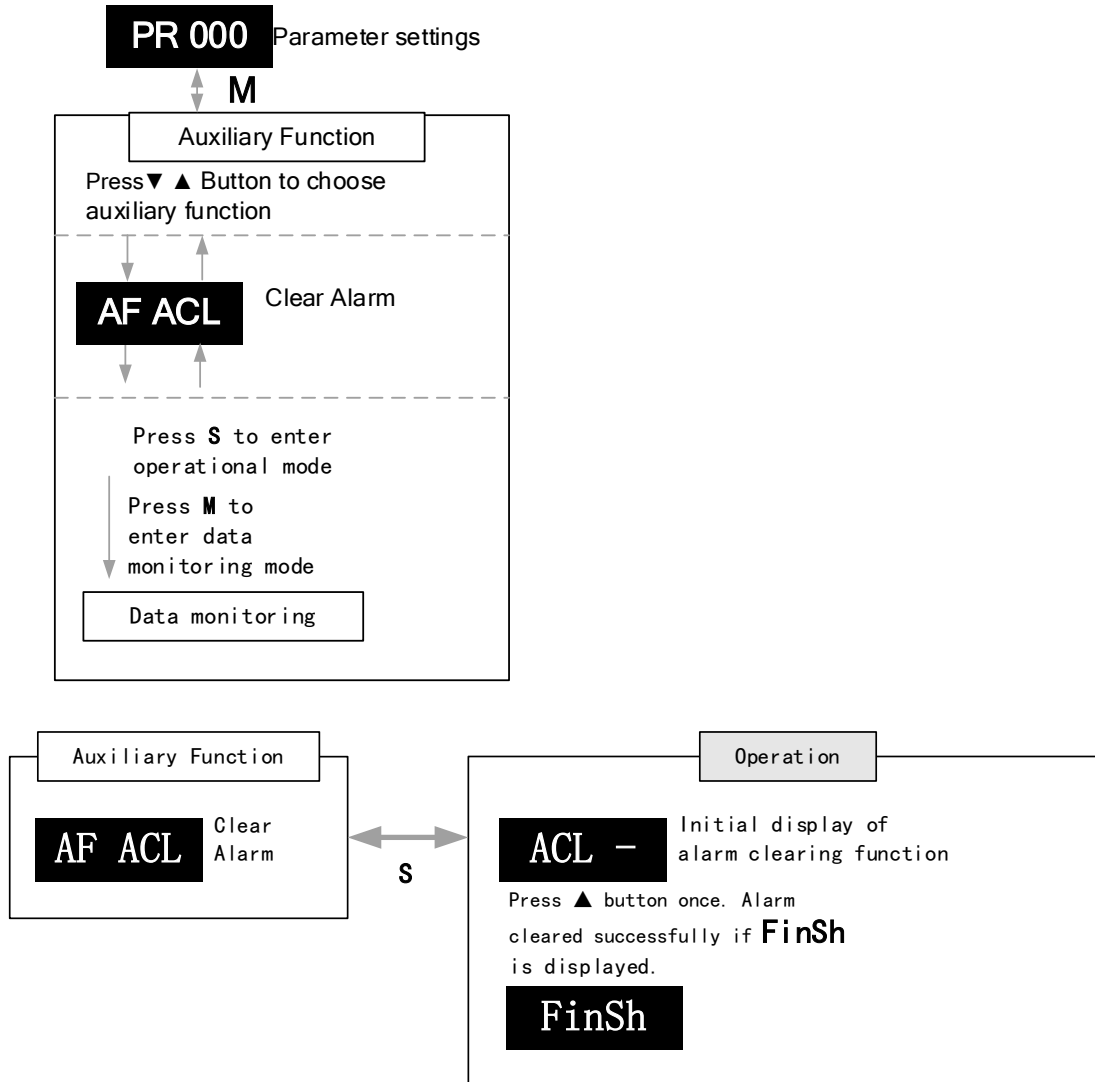 PR 000 Parameter settings
M
Auxiliary Function
Press▼ ▲ Button to choose
auxiliary function
AF ACL Clear Alarm
Press S to enter
operational mode
Press M to
enter data
monitoring mode
Data monitoring
Auxiliary Function
AF ACL
Clear
Alarm
S
Operation
ACL -
Initial display of
alarm clearing function
Press ▲ button once. Alarm
cleared successfully if FinSh
is displayed.
FinSh